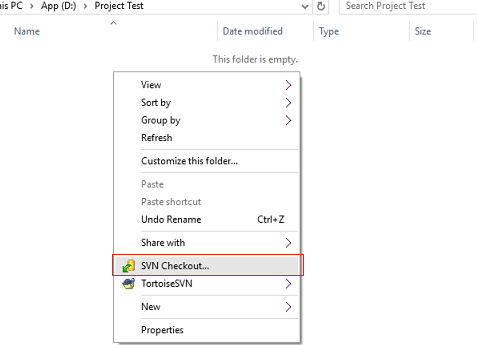 his PC > App (D:) > Project Test
Search Project Test
Name Date modified Type Size
This folder is empty.
View
Sort by
Group by
Refresh
Customize this folder...
Paste
Paste shortcut
Undo Rename Ctrl+Z
Share with
SVN Checkout...
TortoiseSVN
New
Properties